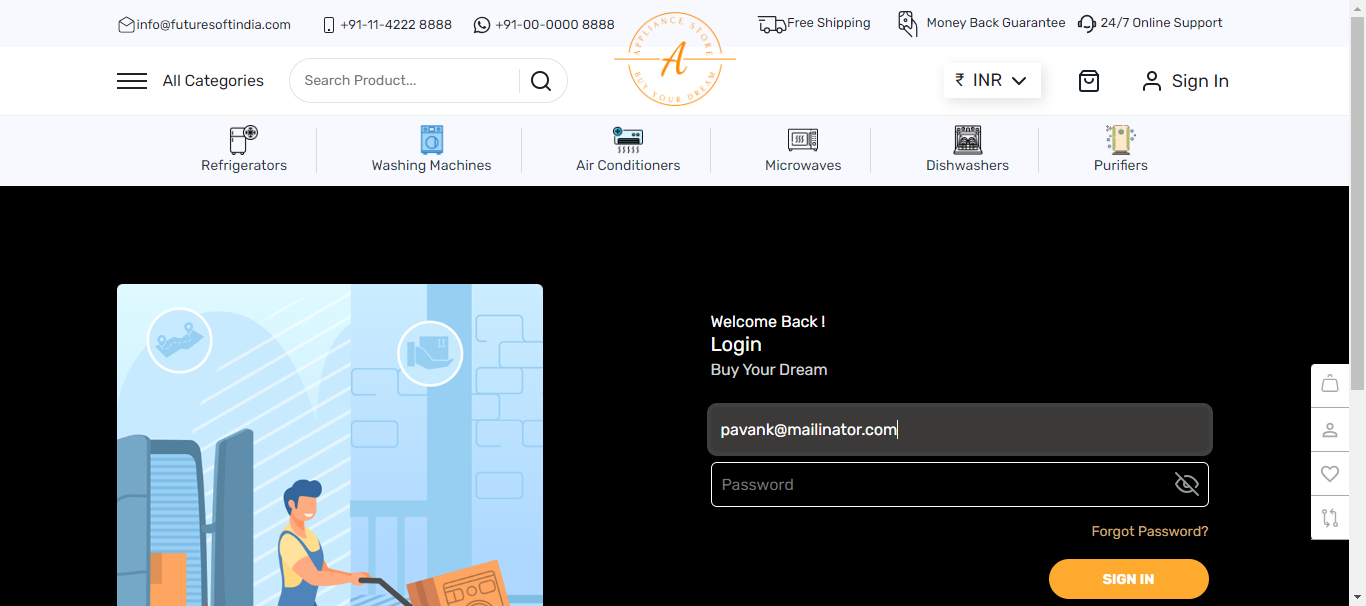 info@futuresoftindia.com +91-11-4222 8888 +91-00-0000 8888 Free Shipping Money Back Guarantee 24/7 Online Support
APPLIANCE STORE
A
BUY YOUR DREAM
All Categories Search Product... ₹ INR Sign In
Refrigerators Washing Machines Air Conditioners Microwaves Dishwashers Purifiers
Welcome Back !
Login
Buy Your Dream
pavank@mailinator.com
Password
Forgot Password?
SIGN IN